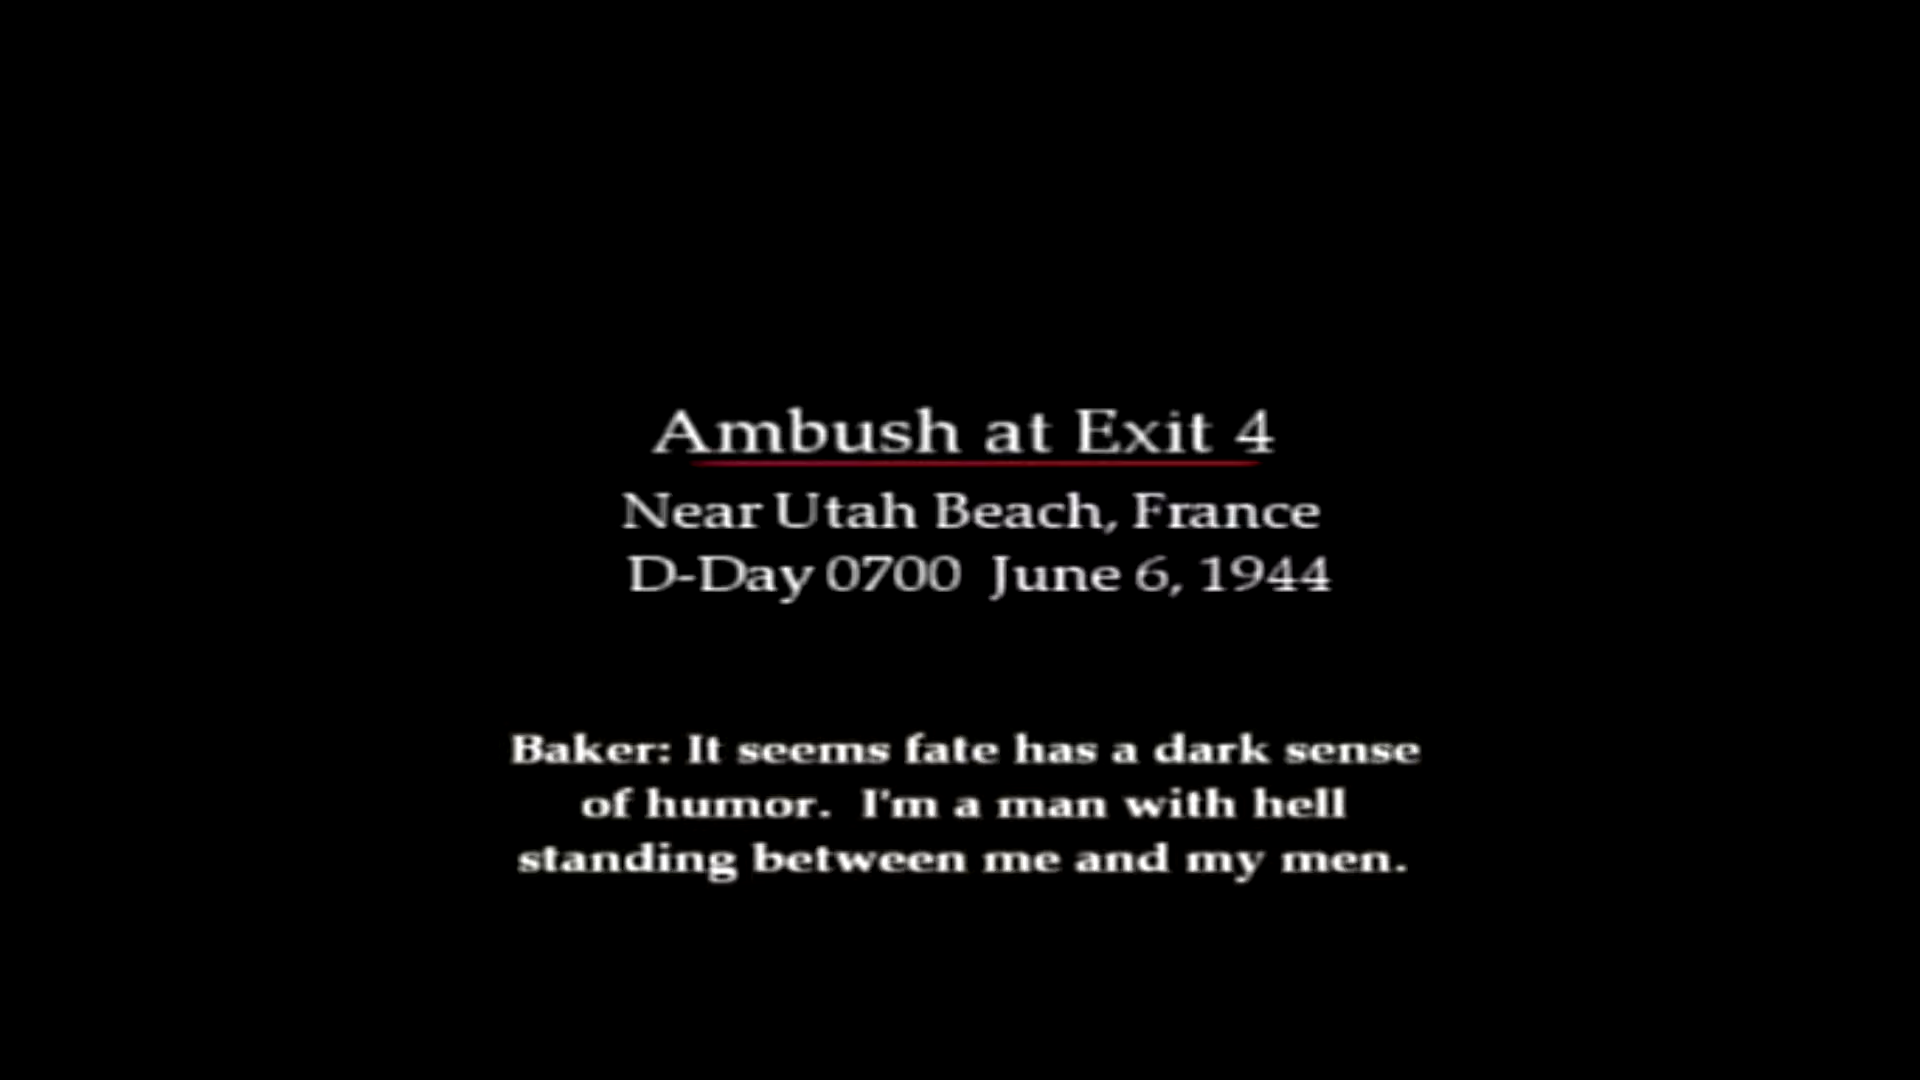 Ambush at Exit 4
Near Utah Beach, France
D-Day 0700  June 6, 1944
Baker: It seems fate has a dark sense
of humor.  I'm a man with hell
standing between me and my men.